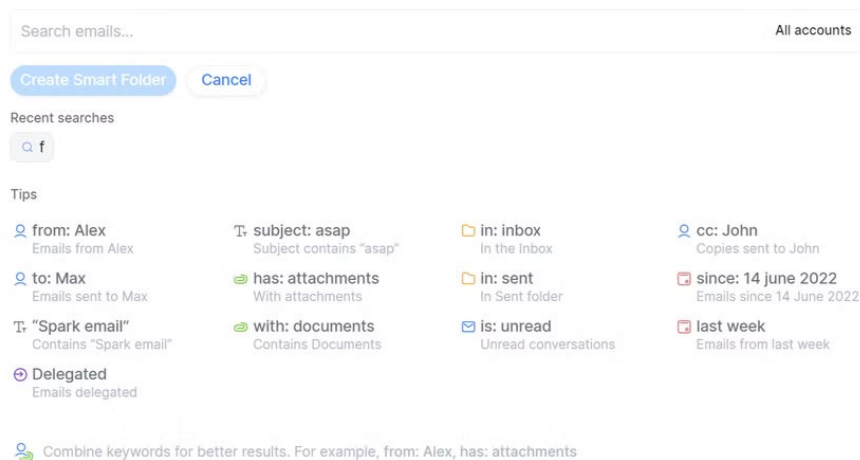 Search emails...
All accounts
Create Smart Folder
Cancel
Recent searches
f
Tips
from: Alex
Emails from Alex
subject: asap
Subject contains “asap”
in: inbox
In the Inbox
cc: John
Copies sent to John
to: Max
Emails sent to Max
has: attachments
With attachments
in: sent
In Sent folder
since: 14 june 2022
Emails since 14 June 2022
“Spark email”
Contains “Spark email”
with: documents
Contains Documents
is: unread
Unread conversations
last week
Emails from last week
Delegated
Emails delegated
Combine keywords for better results. For example, from: Alex, has: attachments